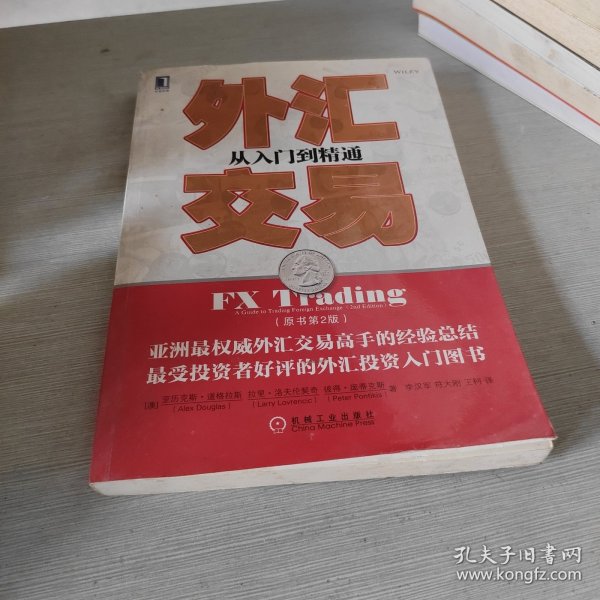 WILEY
外汇
从入门到精通
交易
FX Trading
A Guide to Trading Foreign Exchange (2nd Edition)
(原书第2版)
亚洲最权威外汇交易高手的经验总结
最受投资者好评的外汇投资入门图书
[澳] 亚历克斯·道格拉斯 拉里·洛夫伦契奇 彼得·庞蒂克斯 著 李汉军 符大刚 王柯 译
(Alex Douglas) (Larry Lovrencic) (Peter Pontikis)
机械工业出版社
China Machine Press
孔夫子旧书网
www.kongfz.com